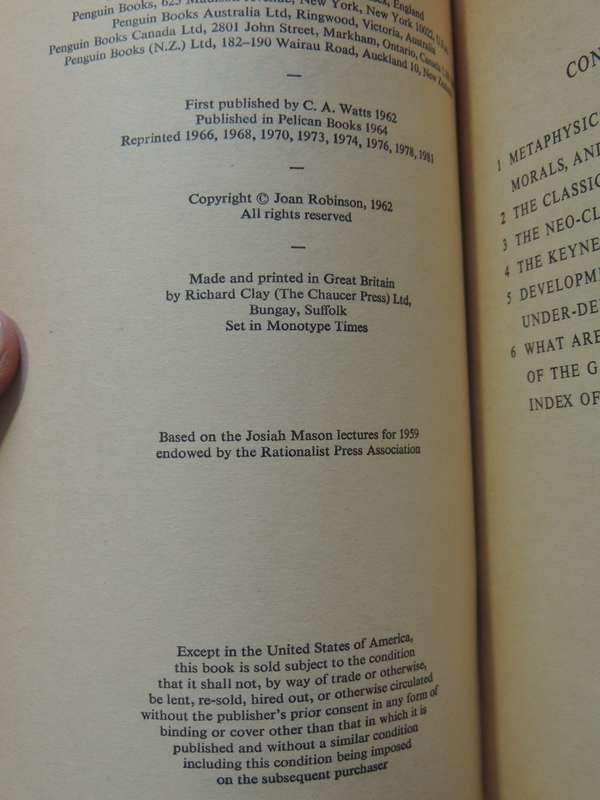 sex, England
Penguin Books, 625 Madison Avenue, New York, New York 10022, U.S.A.
Penguin Books Australia Ltd, Ringwood, Victoria, Australia
Penguin Books Canada Ltd, 2801 John Street, Markham, Ontario, Canada
Penguin Books (N.Z.) Ltd, 182–190 Wairau Road, Auckland 10, New Zealand
—
First published by C. A. Watts 1962
Published in Pelican Books 1964
Reprinted 1966, 1968, 1970, 1973, 1974, 1976, 1978, 1981
—
Copyright © Joan Robinson, 1962
All rights reserved
—
Made and printed in Great Britain
by Richard Clay (The Chaucer Press) Ltd,
Bungay, Suffolk
Set in Monotype Times
Based on the Josiah Mason lectures for 1959
endowed by the Rationalist Press Association
Except in the United States of America,
this book is sold subject to the condition
that it shall not, by way of trade or otherwise,
be lent, re-sold, hired out, or otherwise circulated
without the publisher's prior consent in any form of
binding or cover other than that in which it is
published and without a similar condition
including this condition being imposed
on the subsequent purchaser
CON
1 METAPHYSIC
MORALS, AND
2 THE CLASSIC
3 THE NEO-CL
4 THE KEYNE
5 DEVELOPME
UNDER-DE
6 WHAT ARE
OF THE G
INDEX OF